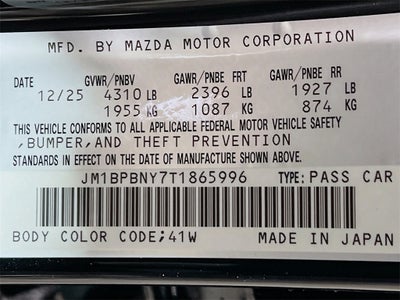 MFD. BY MAZDA MOTOR CORPORATION
DATE GVWR/PNBV GAWR/PNBE FRT GAWR/PNBE RR
12/25 4310 LB 2396 LB 1927 LB
1955 KG 1087 KG 874 KG
THIS VEHICLE CONFORMS TO ALL APPLICABLE FEDERAL MOTOR VEHICLE SAFETY
,BUMPER,AND THEFT PREVENTION
STANDARDS IN EFFECT ON THE DATE OF MANUFACTURE SHOWN ABOVE.
JM1BPBNY7T1865996 TYPE: PASS CAR
BODY COLOR CODE;41W MADE IN JAPAN